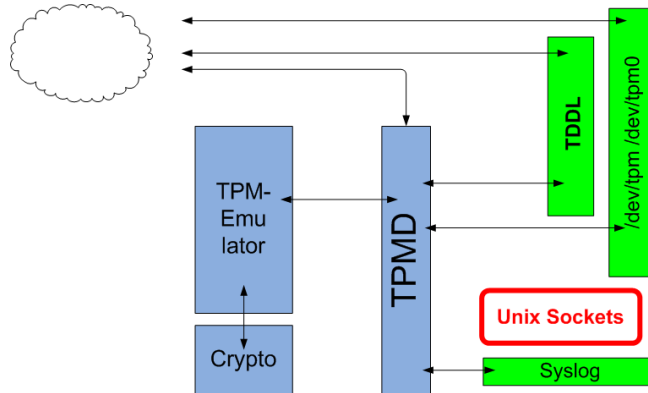 TPM-
Emu
lator
Crypto
TPMD
TDDL
/dev/tpm /dev/tpm0
Unix Sockets
Syslog